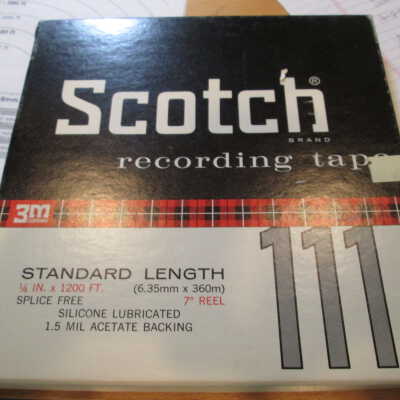 Scotch®
BRAND
recording tape
3m
111
STANDARD LENGTH
¼ IN. x 1200 FT. (6.35mm x 360m)
SPLICE FREE 7" REEL
SILICONE LUBRICATED
1.5 MIL ACETATE BACKING